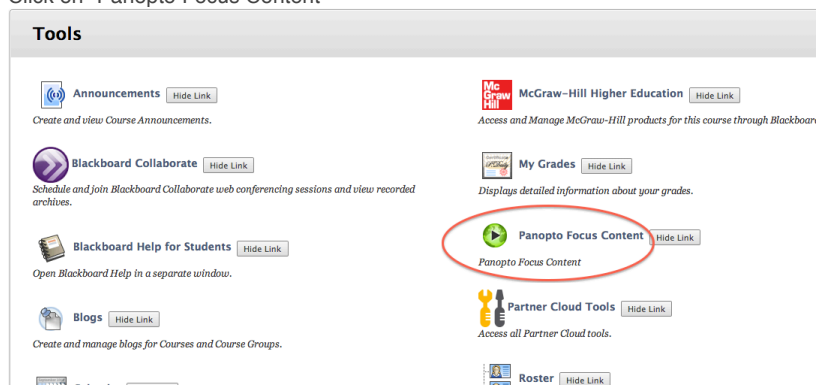 Click on "Panopto Focus Content"
Tools
Announcements Hide Link
Create and view Course Announcements.
Blackboard Collaborate Hide Link
Schedule and join Blackboard Collaborate web conferencing sessions and view recorded
archives.
Blackboard Help for Students Hide Link
Open Blackboard Help in a separate window.
Blogs Hide Link
Create and manage blogs for Courses and Course Groups.
Mc
Graw
Hill
McGraw-Hill Higher Education Hide Link
Access and Manage McGraw-Hill products for this course through Blackboard
My Grades Hide Link
Displays detailed information about your grades.
Panopto Focus Content Hide Link
Panopto Focus Content
Partner Cloud Tools Hide Link
Access all Partner Cloud tools.
Roster Hide Link